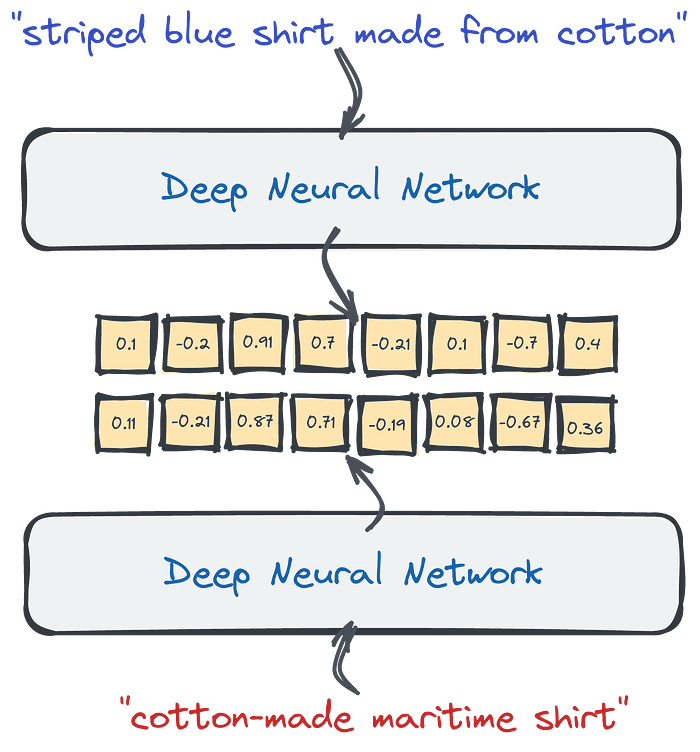 "striped blue shirt made from cotton"
Deep Neural Network
0.1 -0.2 0.91 0.7 -0.21 0.1 -0.7 0.4
0.11 -0.21 0.87 0.71 -0.19 0.08 -0.67 0.36
Deep Neural Network
"cotton-made maritime shirt"